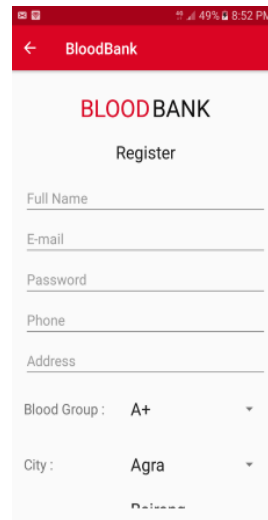 49% 8:52 PM
BloodBank
BLOODBANK
Register
Full Name
E-mail
Password
Phone
Address
Blood Group : A+
City : Agra